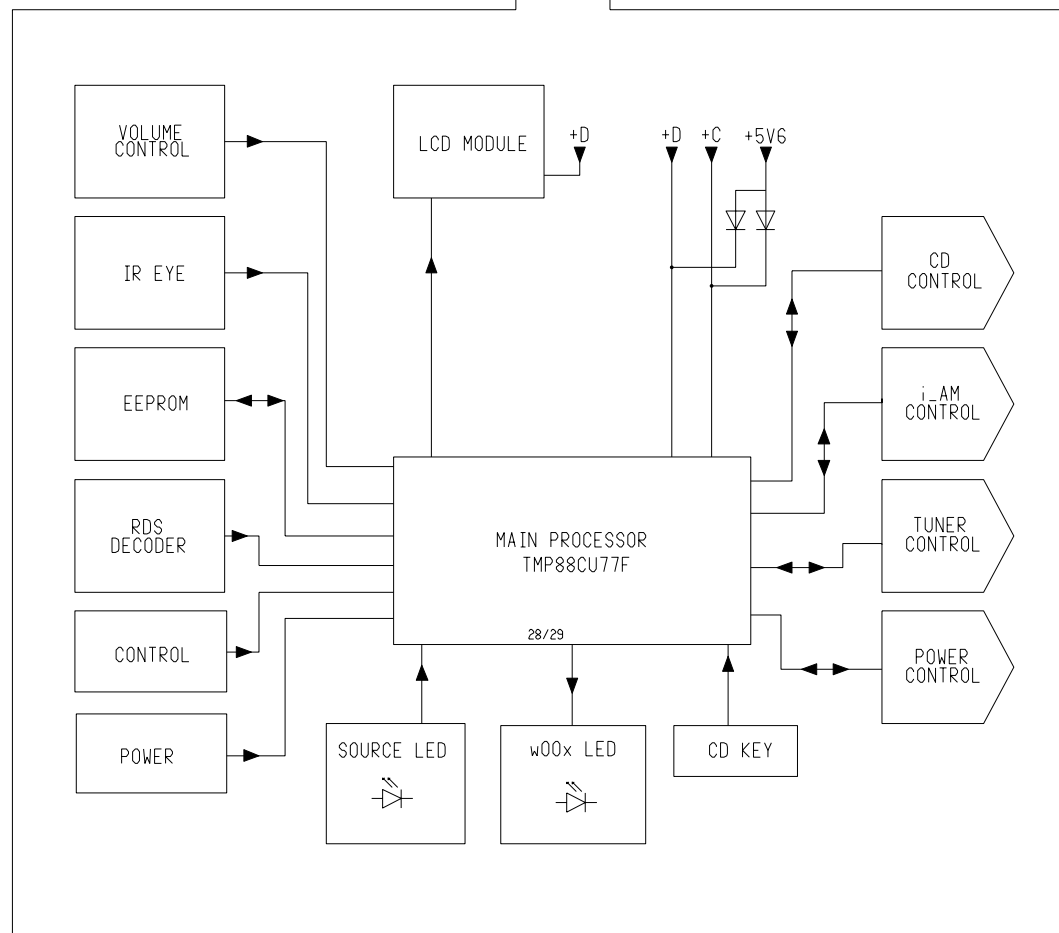 VOLUME
CONTROL
LCD MODULE
+D
+D
+C
+5V6
IR EYE
CD
CONTROL
EEPROM
i_AM
CONTROL
RDS
DECODER
MAIN PROCESSOR
TMP88CU77F
28/29
TUNER
CONTROL
CONTROL
POWER
CONTROL
POWER
SOURCE LED
w00x LED
CD KEY